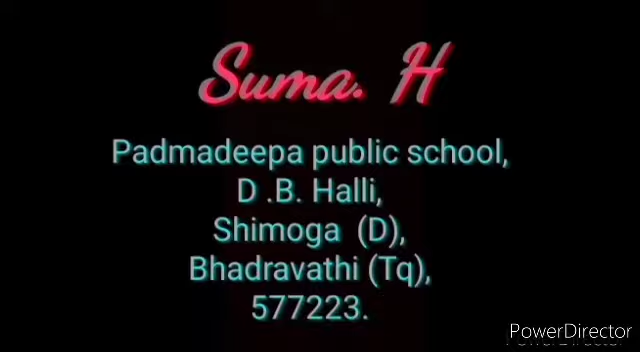 Suma. H
Padmadeepa public school,
D .B. Halli,
Shimoga (D),
Bhadravathi (Tq),
577223.
PowerDirector